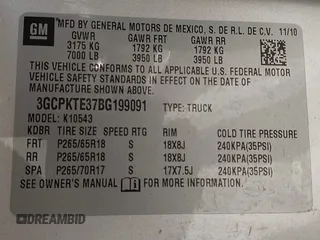 GM
MFD BY GENERAL MOTORS DE MEXICO, S. DE R.L. DE C.V. 11/10
GVWR GAWR FRT GAWR RR
3175 KG 1792 KG 1792 KG
7000 LB 3950 LB 3950 LB
THIS VEHICLE CONFORMS TO ALL APPLICABLE U.S. FEDERAL MOTOR
VEHICLE SAFETY STANDARDS IN EFFECT ON THE DATE OF
MANUFACTURE SHOWN ABOVE.
3GCPKTE37BG199091 TYPE: TRUCK
MODEL: K10543
KDBR TIRE SIZE SPEED RTG RIM COLD TIRE PRESSURE
FRT P265/65R18 S 18X8J 240KPA(35PSI)
RR P265/65R18 S 18X8J 240KPA(35PSI)
SPA P265/70R17 S 17X7.5J 240KPA(35PSI)
SEE OWNER'S MANUAL FOR MORE INFORMATION.
DREAMBID